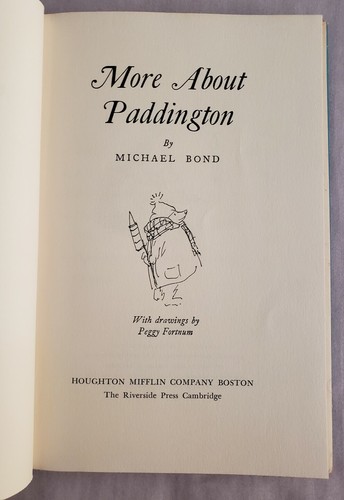 More About
Paddington
By
MICHAEL BOND
With drawings by
Peggy Fortnum
HOUGHTON MIFFLIN COMPANY BOSTON
The Riverside Press Cambridge